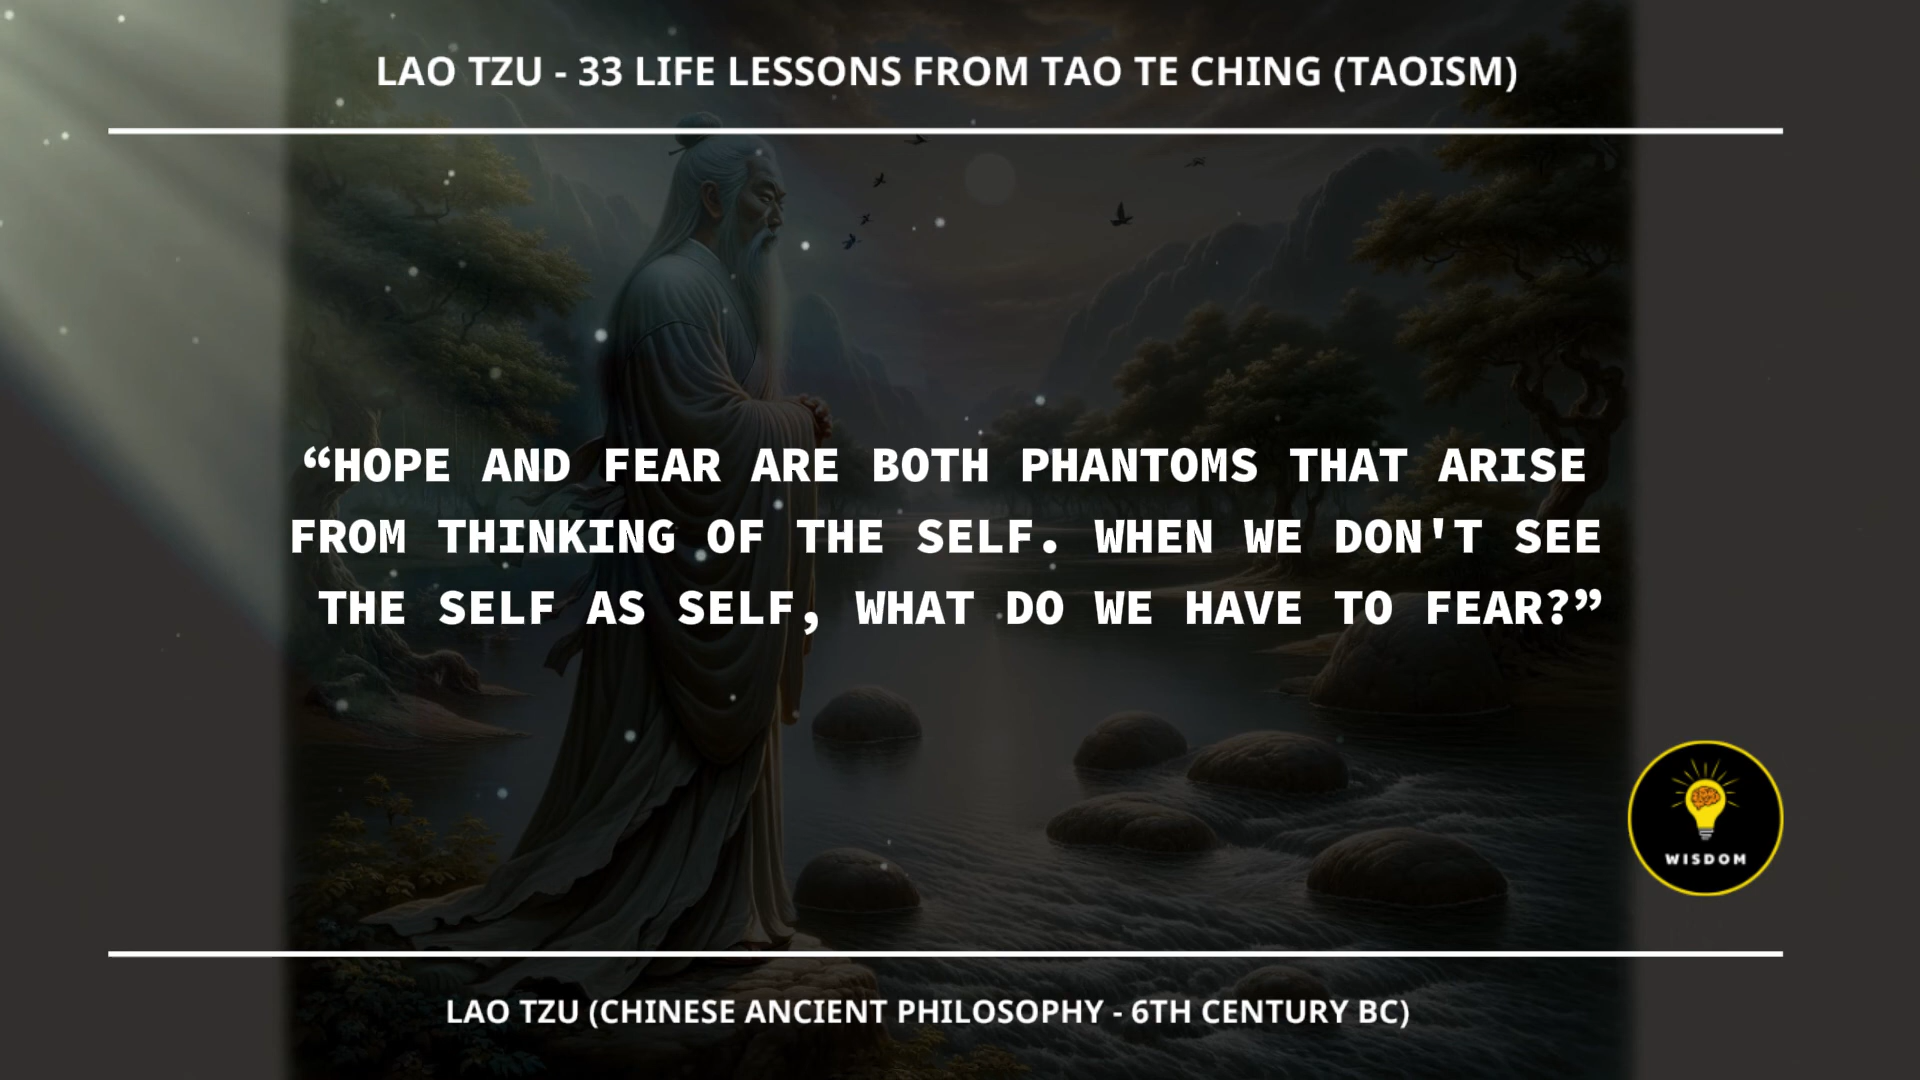 LAO TZU - 33 LIFE LESSONS FROM TAO TE CHING (TAOISM)
“HOPE AND FEAR ARE BOTH PHANTOMS THAT ARISE
FROM THINKING OF THE SELF. WHEN WE DON'T SEE
THE SELF AS SELF, WHAT DO WE HAVE TO FEAR?”
WISDOM
LAO TZU (CHINESE ANCIENT PHILOSOPHY - 6TH CENTURY BC)